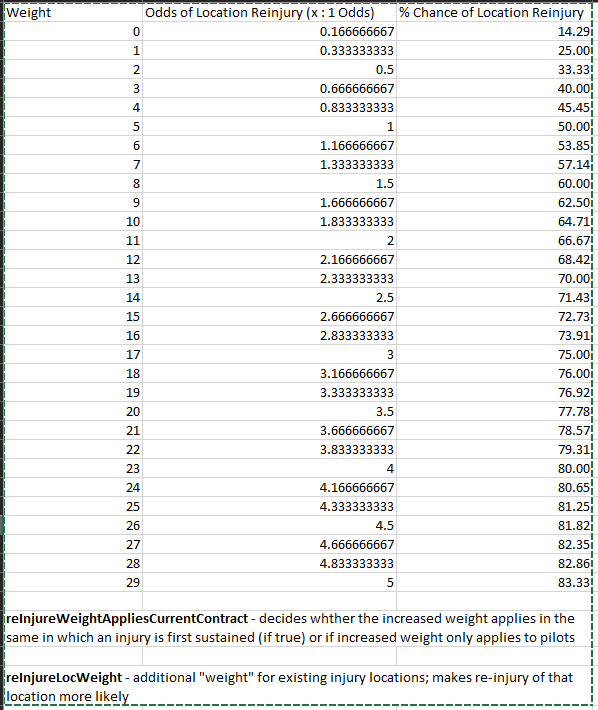 Weight Odds of Location Reinjury (x : 1 Odds) % Chance of Location Reinjury
0 0.166666667 14.29
1 0.333333333 25.00
2 0.5 33.33
3 0.666666667 40.00
4 0.833333333 45.45
5 1 50.00
6 1.166666667 53.85
7 1.333333333 57.14
8 1.5 60.00
9 1.666666667 62.50
10 1.833333333 64.71
11 2 66.67
12 2.166666667 68.42
13 2.333333333 70.00
14 2.5 71.43
15 2.666666667 72.73
16 2.833333333 73.91
17 3 75.00
18 3.166666667 76.00
19 3.333333333 76.92
20 3.5 77.78
21 3.666666667 78.57
22 3.833333333 79.31
23 4 80.00
24 4.166666667 80.65
25 4.333333333 81.25
26 4.5 81.82
27 4.666666667 82.35
28 4.833333333 82.86
29 5 83.33
reInjureWeightAppliesCurrentContract - decides whther the increased weight applies in the
same in which an injury is first sustained (if true) or if increased weight only applies to pilots
reInjureLocWeight - additional "weight" for existing injury locations; makes re-injury of that
location more likely